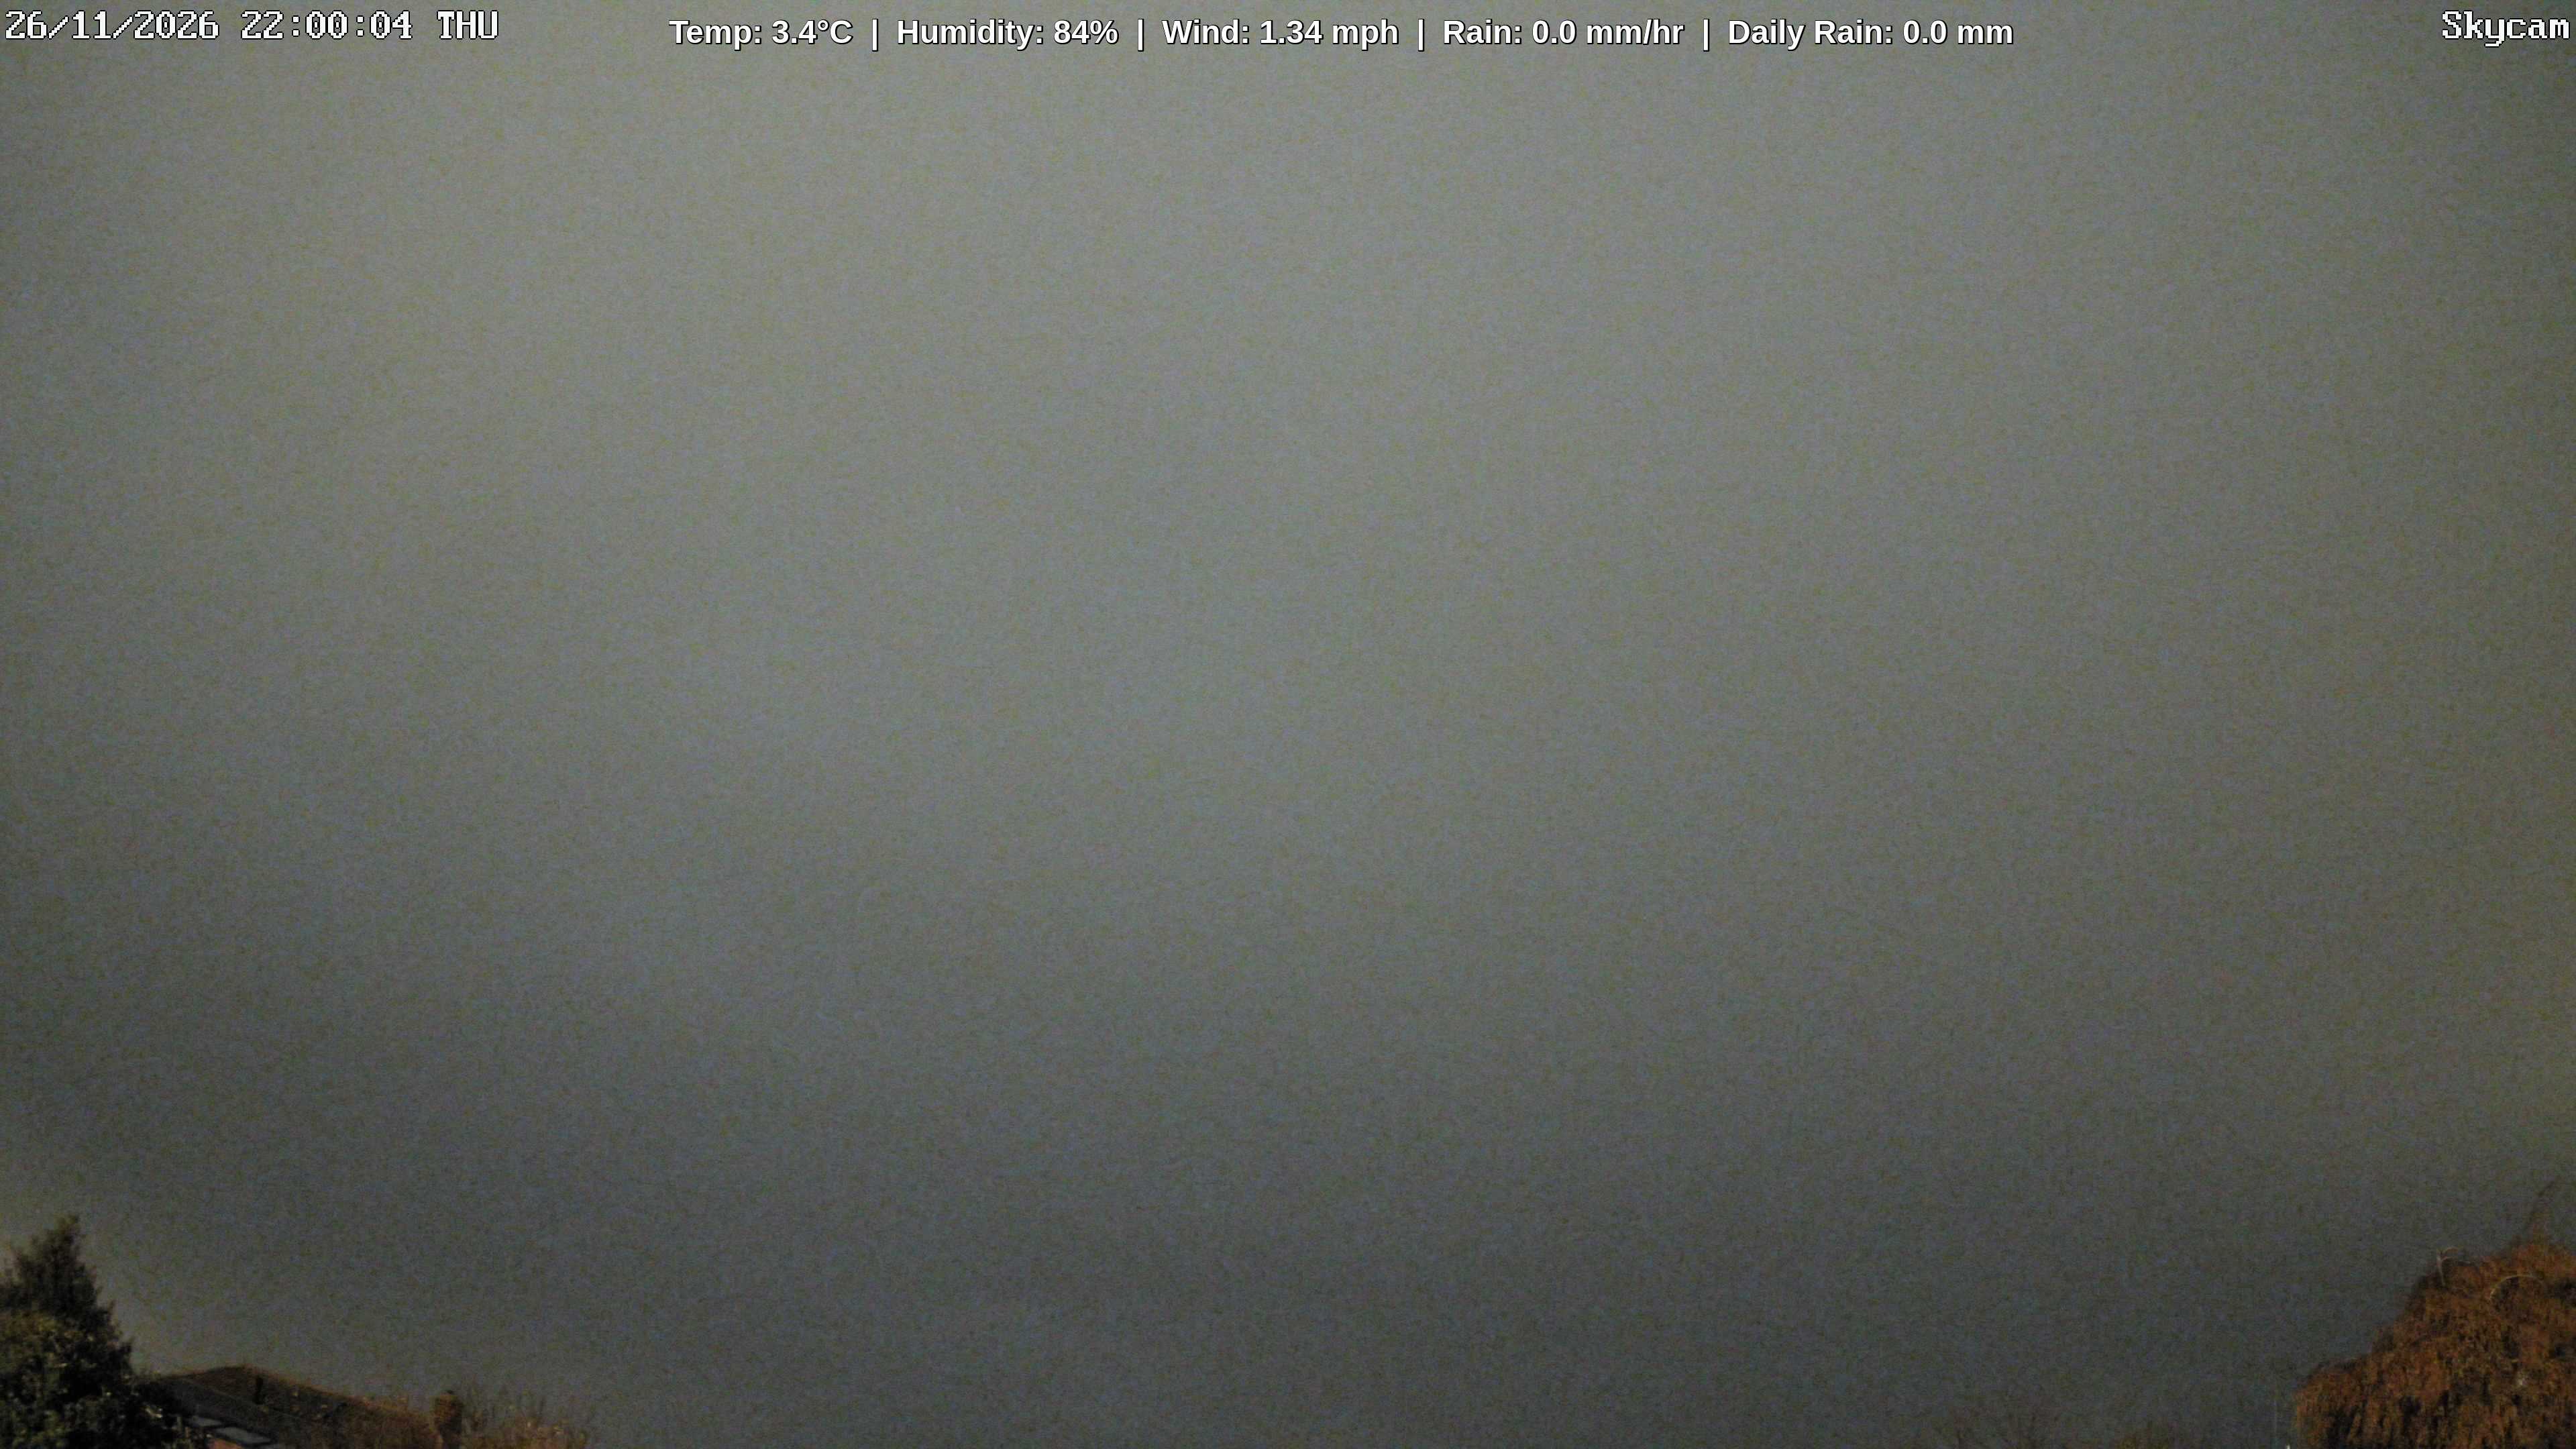 26/11/2026 22:00:04 THU
Temp: 3.4°C | Humidity: 84% | Wind: 1.34 mph | Rain: 0.0 mm/hr | Daily Rain: 0.0 mm
Skycam